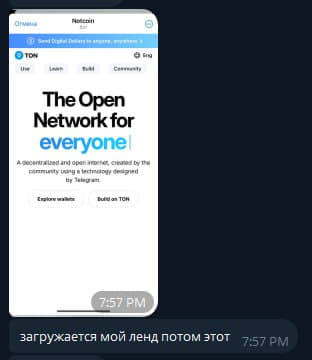 Отмена
Notcoin
бот
Send Digital Dollars to anyone, anywhere
TON
Eng
Use Learn Build Community
The Open
Network for
everyone
A decentralized and open internet, created by the
community using a technology designed
by Telegram.
Explore wallets Build on TON
7:57 PM
загружается мой ленд потом этот 7:57 PM